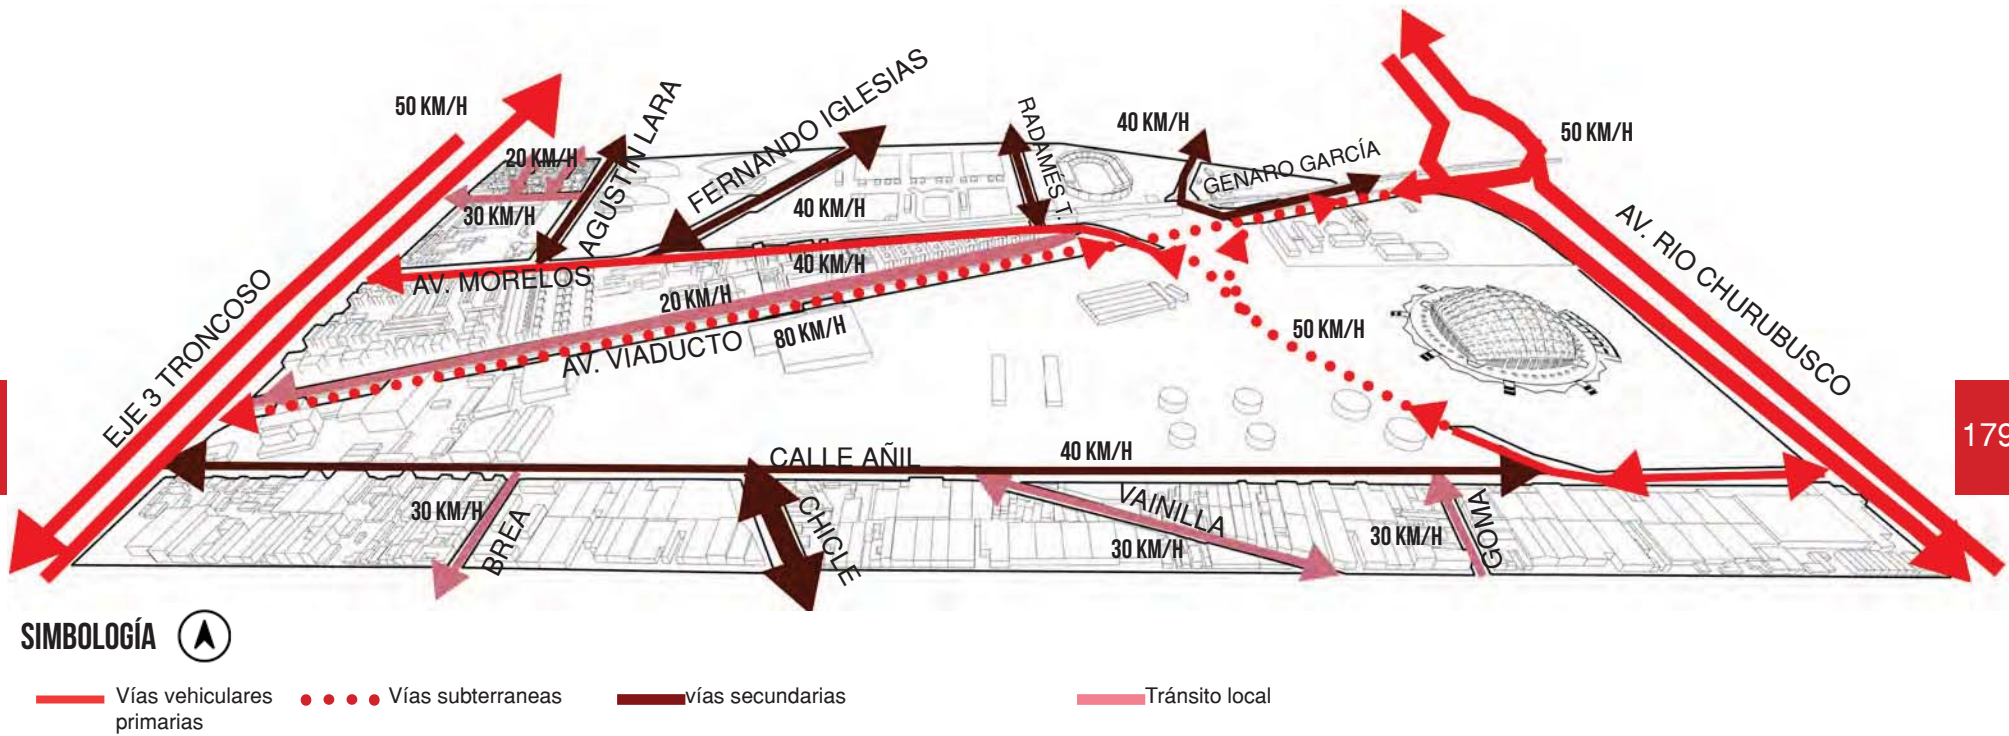 50 KM/H
20 KM/H
30 KM/H
AGUSTIN LARA
FERNANDO IGLESIAS
40 KM/H
RADAMÉS T.
40 KM/H
GENARO GARCÍA
50 KM/H
AV. RIO CHURUBUSCO
EJE 3 TRONCOSO
AV. MORELOS
40 KM/H
20 KM/H
AV. VIADUCTO
80 KM/H
50 KM/H
179
CALLE AÑIL
40 KM/H
30 KM/H
BREA
CHICLE
VAINILLA
30 KM/H
30 KM/H
GOMA
SIMBOLOGÍA
Vías vehiculares
primarias
Vías subterraneas
vías secundarias
Tránsito local